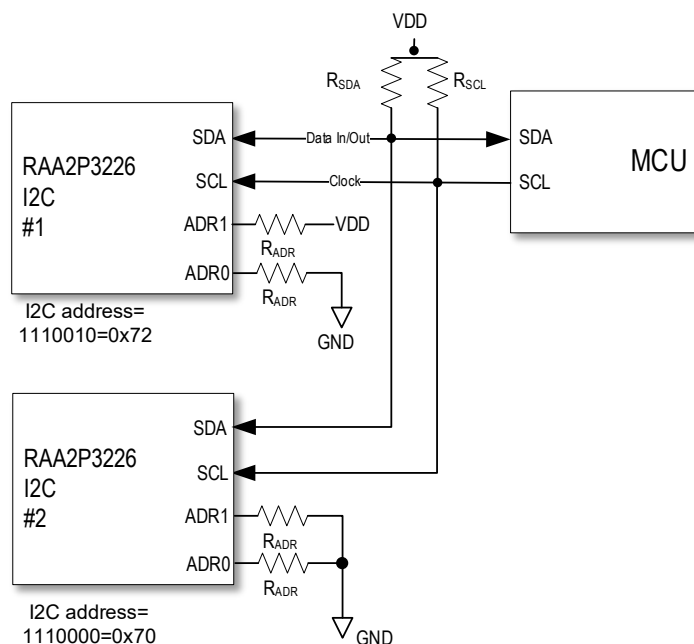 VDD
RSDA
RSCL
RAA2P3226
I2C
#1
SDA
SCL
ADR1
ADR0
Data In/Out
Clock
SDA
SCL
MCU
RADR
VDD
RADR
GND
I2C address=
1110010=0x72
RAA2P3226
I2C
#2
SDA
SCL
ADR1
ADR0
RADR
RADR
GND
I2C address=
1110000=0x70